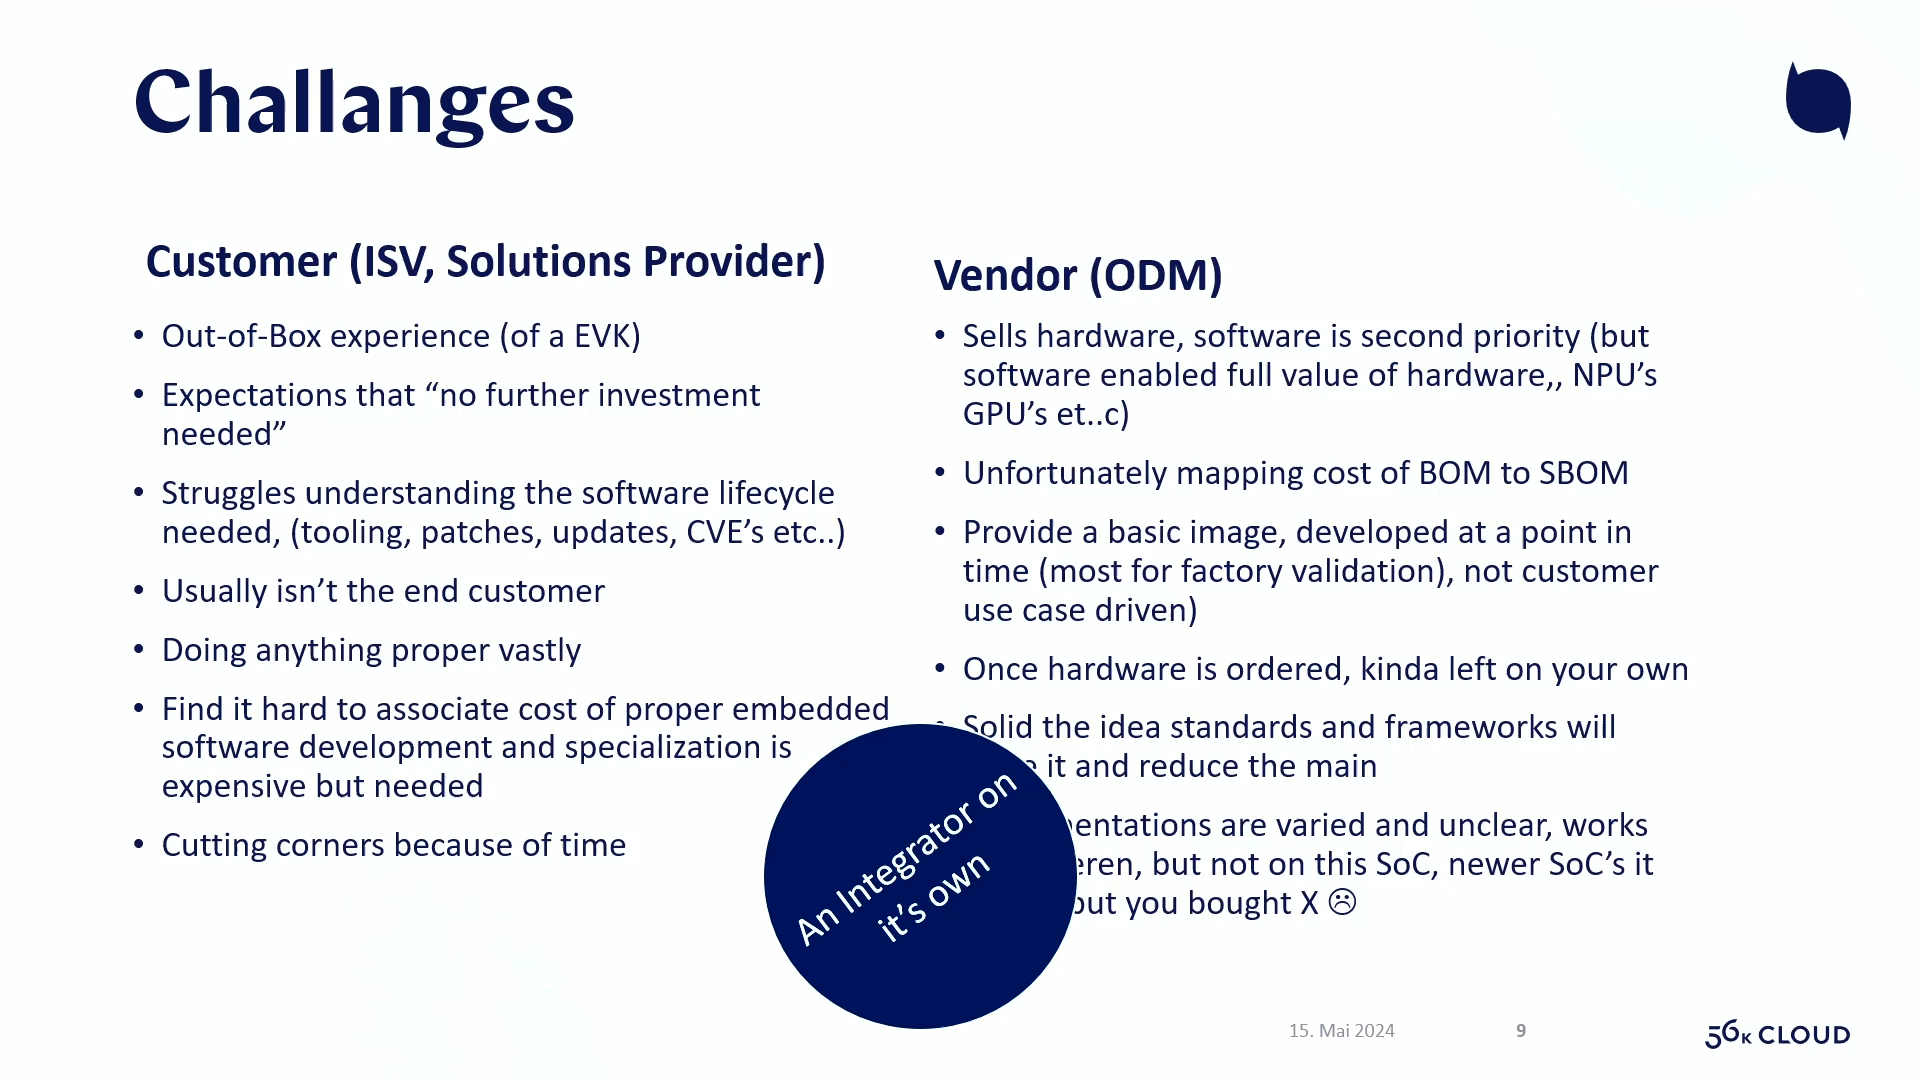 Challanges
Customer (ISV, Solutions Provider)
• Out-of-Box experience (of a EVK)
• Expectations that “no further investment
needed”
• Struggles understanding the software lifecycle
needed, (tooling, patches, updates, CVE’s etc..)
• Usually isn’t the end customer
• Doing anything proper vastly
• Find it hard to associate cost of proper embedded
software development and specialization is
expensive but needed
• Cutting corners because of time
Vendor (ODM)
• Sells hardware, software is second priority (but
software enabled full value of hardware,, NPU’s
GPU’s et..c)
• Unfortunately mapping cost of BOM to SBOM
• Provide a basic image, developed at a point in
time (most for factory validation), not customer
use case driven)
• Once hardware is ordered, kinda left on your own
• Solid the idea standards and frameworks will
it and reduce the main
entations are varied and unclear, works
eren, but not on this SoC, newer SoC’s it
but you bought X ☹
An Integrator on
it’s own
15. Mai 2024
9
56K CLOUD